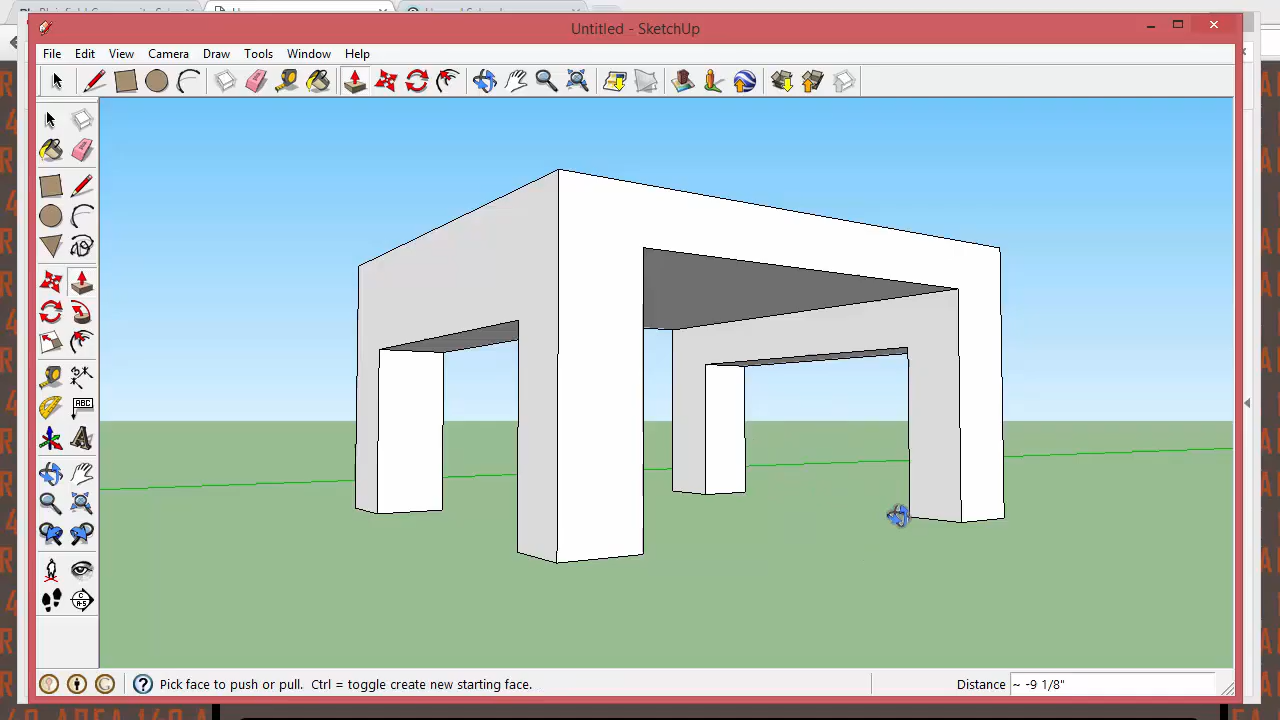 Untitled - SketchUp
File Edit View Camera Draw Tools Window Help
ABC
Pick face to push or pull. Ctrl = toggle create new starting face.
Distance ~ -9 1/8"